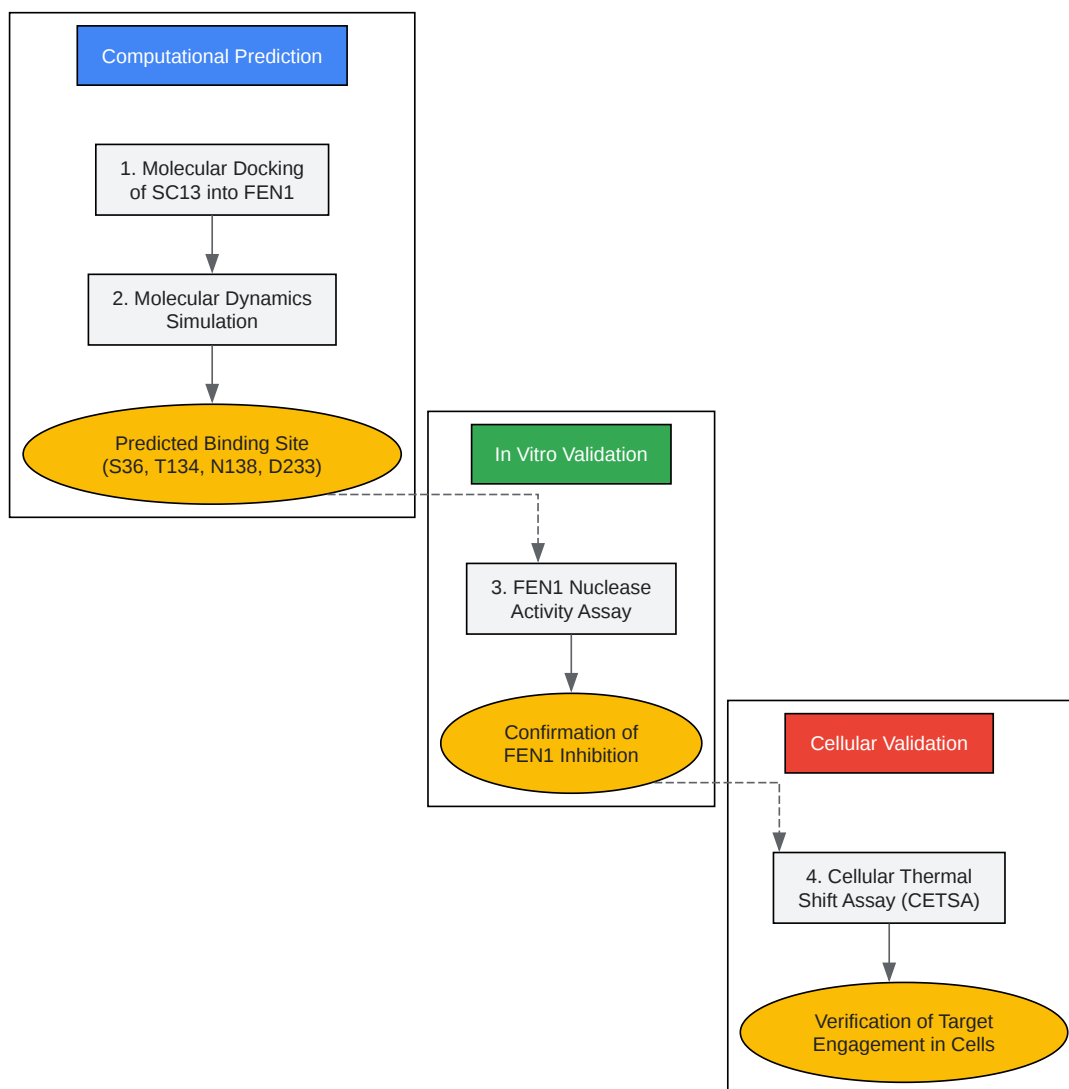 Computational Prediction
1. Molecular Docking
of SC13 into FEN1
2. Molecular Dynamics
Simulation
Predicted Binding Site
(S36, T134, N138, D233)
In Vitro Validation
3. FEN1 Nuclease
Activity Assay
Confirmation of
FEN1 Inhibition
Cellular Validation
4. Cellular Thermal
Shift Assay (CETSA)
Verification of Target
Engagement in Cells